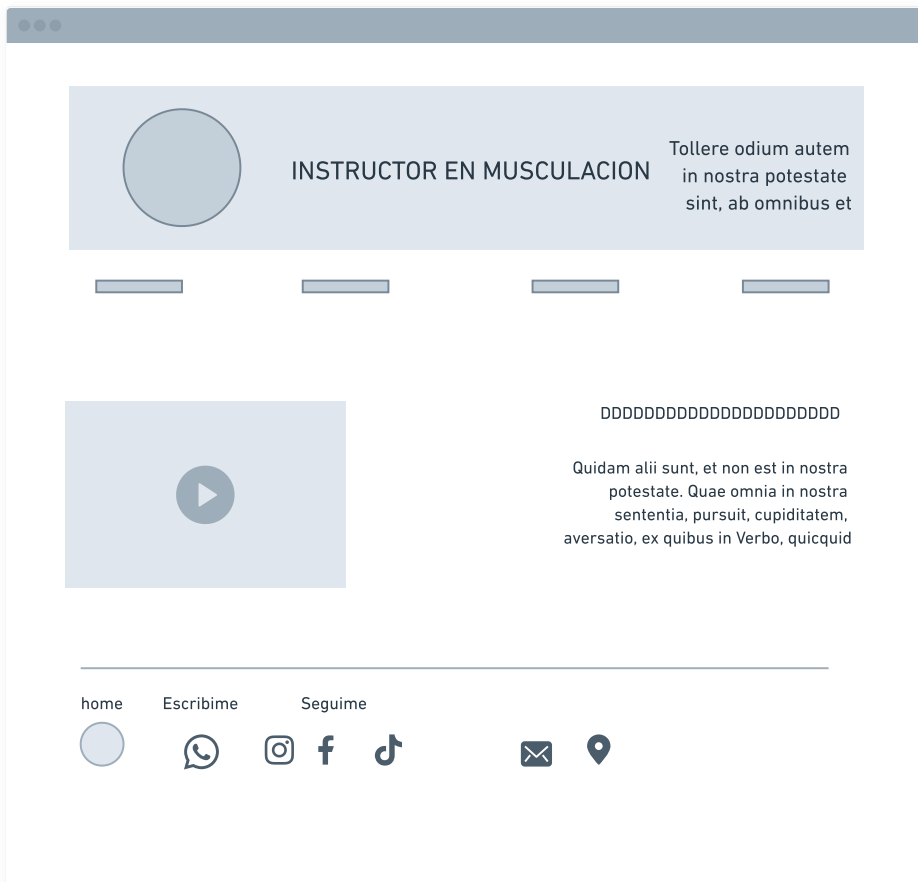 INSTRUCTOR EN MUSCULACION
Tollere odium autem
in nostra potestate
sint, ab omnibus et
DDDDDDDDDDDDDDDDDDDDDD
Quidam alii sunt, et non est in nostra
potestate. Quae omnia in nostra
sententia, pursuit, cupiditatem,
aversatio, ex quibus in Verbo, quicquid
home
Escribime
Seguime